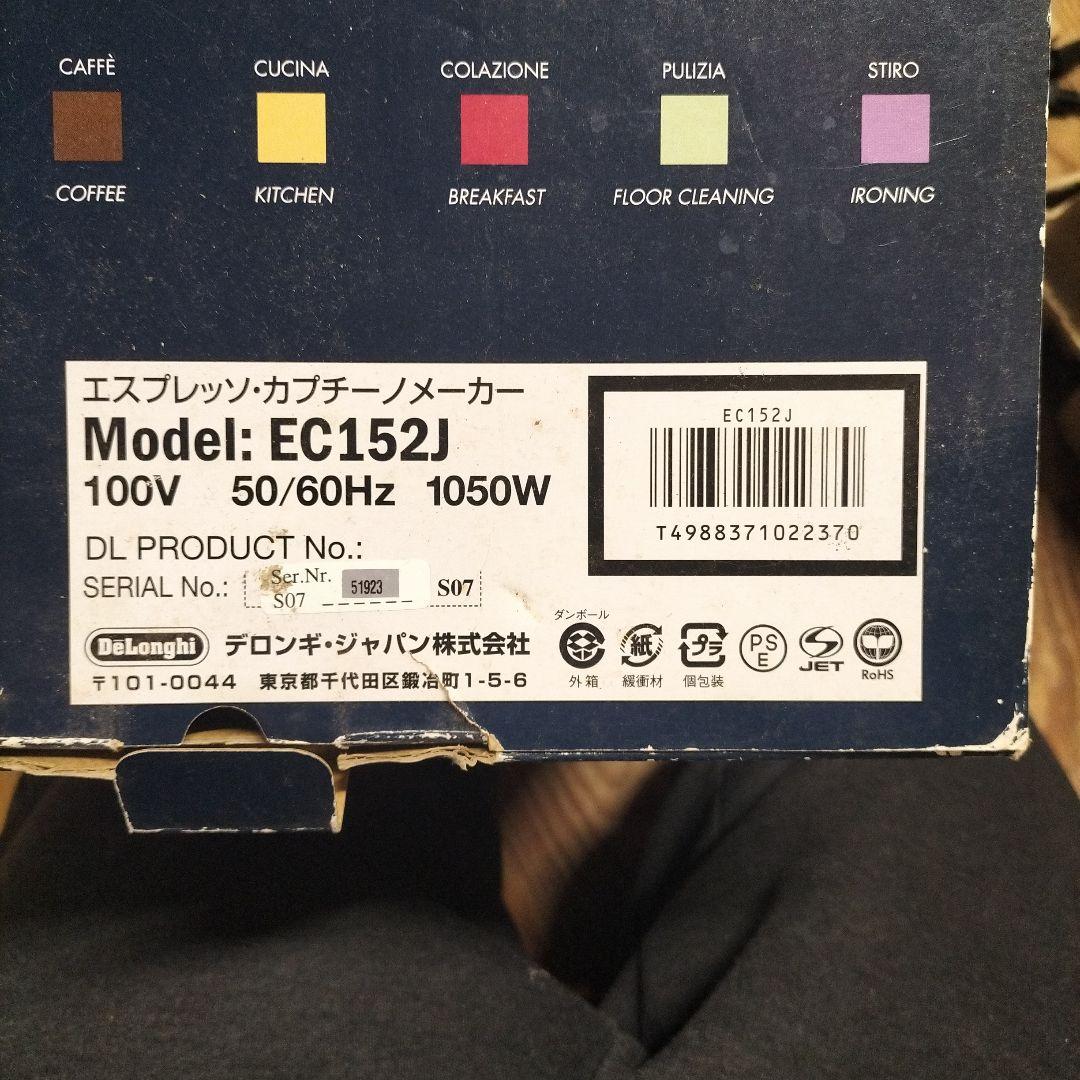 CAFFÈ CUCINA COLAZIONE PULIZIA STIRO
COFFEE KITCHEN BREAKFAST FLOOR CLEANING IRONING
エスプレッソ・カプチーノメーカー
Model: EC152J
100V 50/60Hz 1050W
DL PRODUCT No.:
SERIAL No.: Ser.Nr. 51923 S07
S07
EC152J
T4988371022370
DeLonghi デロンギ・ジャパン株式会社
〒101-0044 東京都千代田区鍛冶町1-5-6
ダンボール
紙 プラ PS E JET
外箱 緩衝材 個包装 RoHS